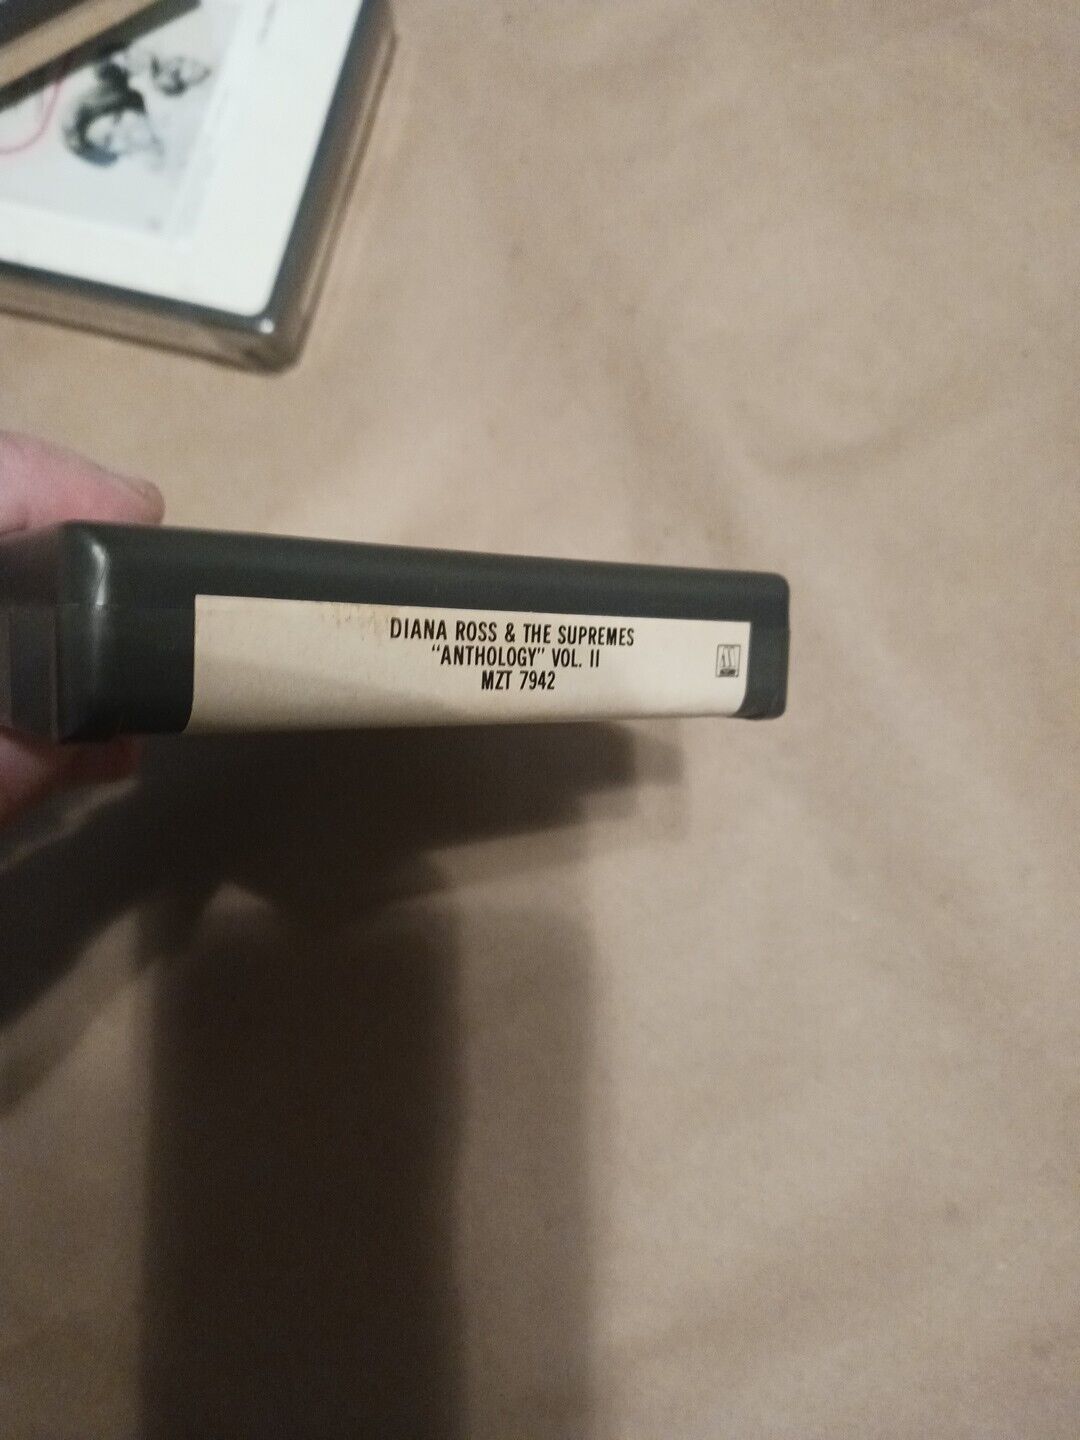 DIANA ROSS & THE SUPREMES
"ANTHOLOGY" VOL. II
MZT 7942